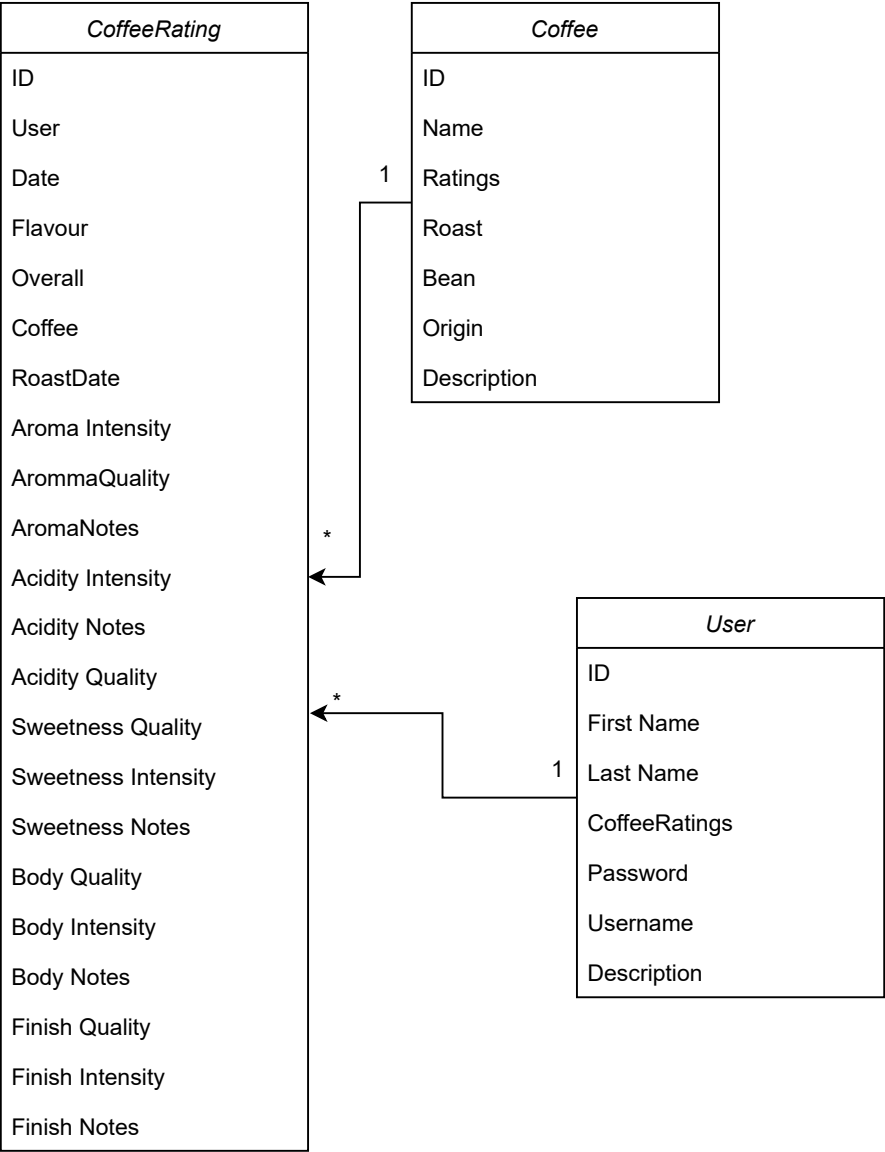 CoffeeRating
ID
User
Date
Flavour
Overall
Coffee
RoastDate
Aroma Intensity
ArommaQuality
AromaNotes
Acidity Intensity
Acidity Notes
Acidity Quality
Sweetness Quality
Sweetness Intensity
Sweetness Notes
Body Quality
Body Intensity
Body Notes
Finish Quality
Finish Intensity
Finish Notes
Coffee
ID
Name
Ratings
Roast
Bean
Origin
Description
1
*
User
ID
First Name
Last Name
CoffeeRatings
Password
Username
Description
1
*